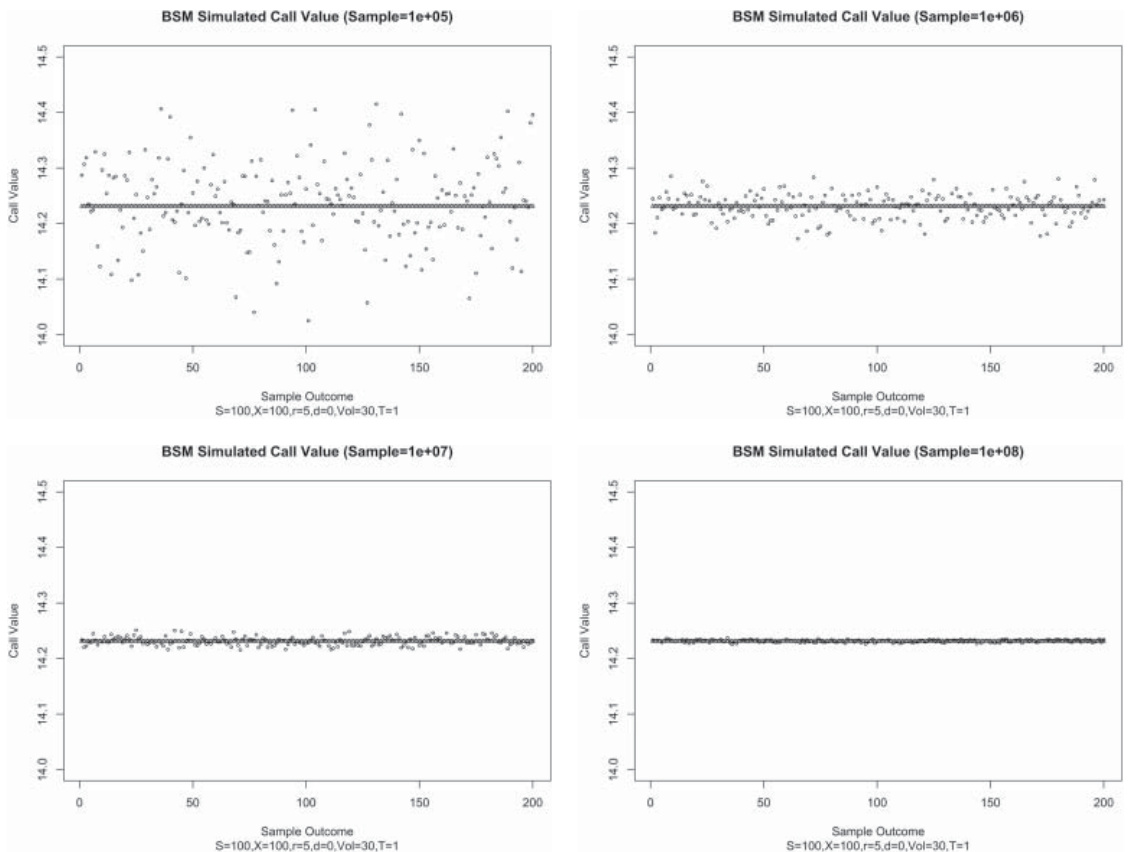 BSM Simulated Call Value (Sample=1e+05)
14.5
14.4
14.3
14.2
14.1
14.0
Call Value
0 50 100 150 200
Sample Outcome
S=100,X=100,r=5,d=0,Vol=30,T=1
BSM Simulated Call Value (Sample=1e+06)
14.5
14.4
14.3
14.2
14.1
14.0
Call Value
0 50 100 150 200
Sample Outcome
S=100,X=100,r=5,d=0,Vol=30,T=1
BSM Simulated Call Value (Sample=1e+07)
14.5
14.4
14.3
14.2
14.1
14.0
Call Value
0 50 100 150 200
Sample Outcome
S=100,X=100,r=5,d=0,Vol=30,T=1
BSM Simulated Call Value (Sample=1e+08)
14.5
14.4
14.3
14.2
14.1
14.0
Call Value
0 50 100 150 200
Sample Outcome
S=100,X=100,r=5,d=0,Vol=30,T=1